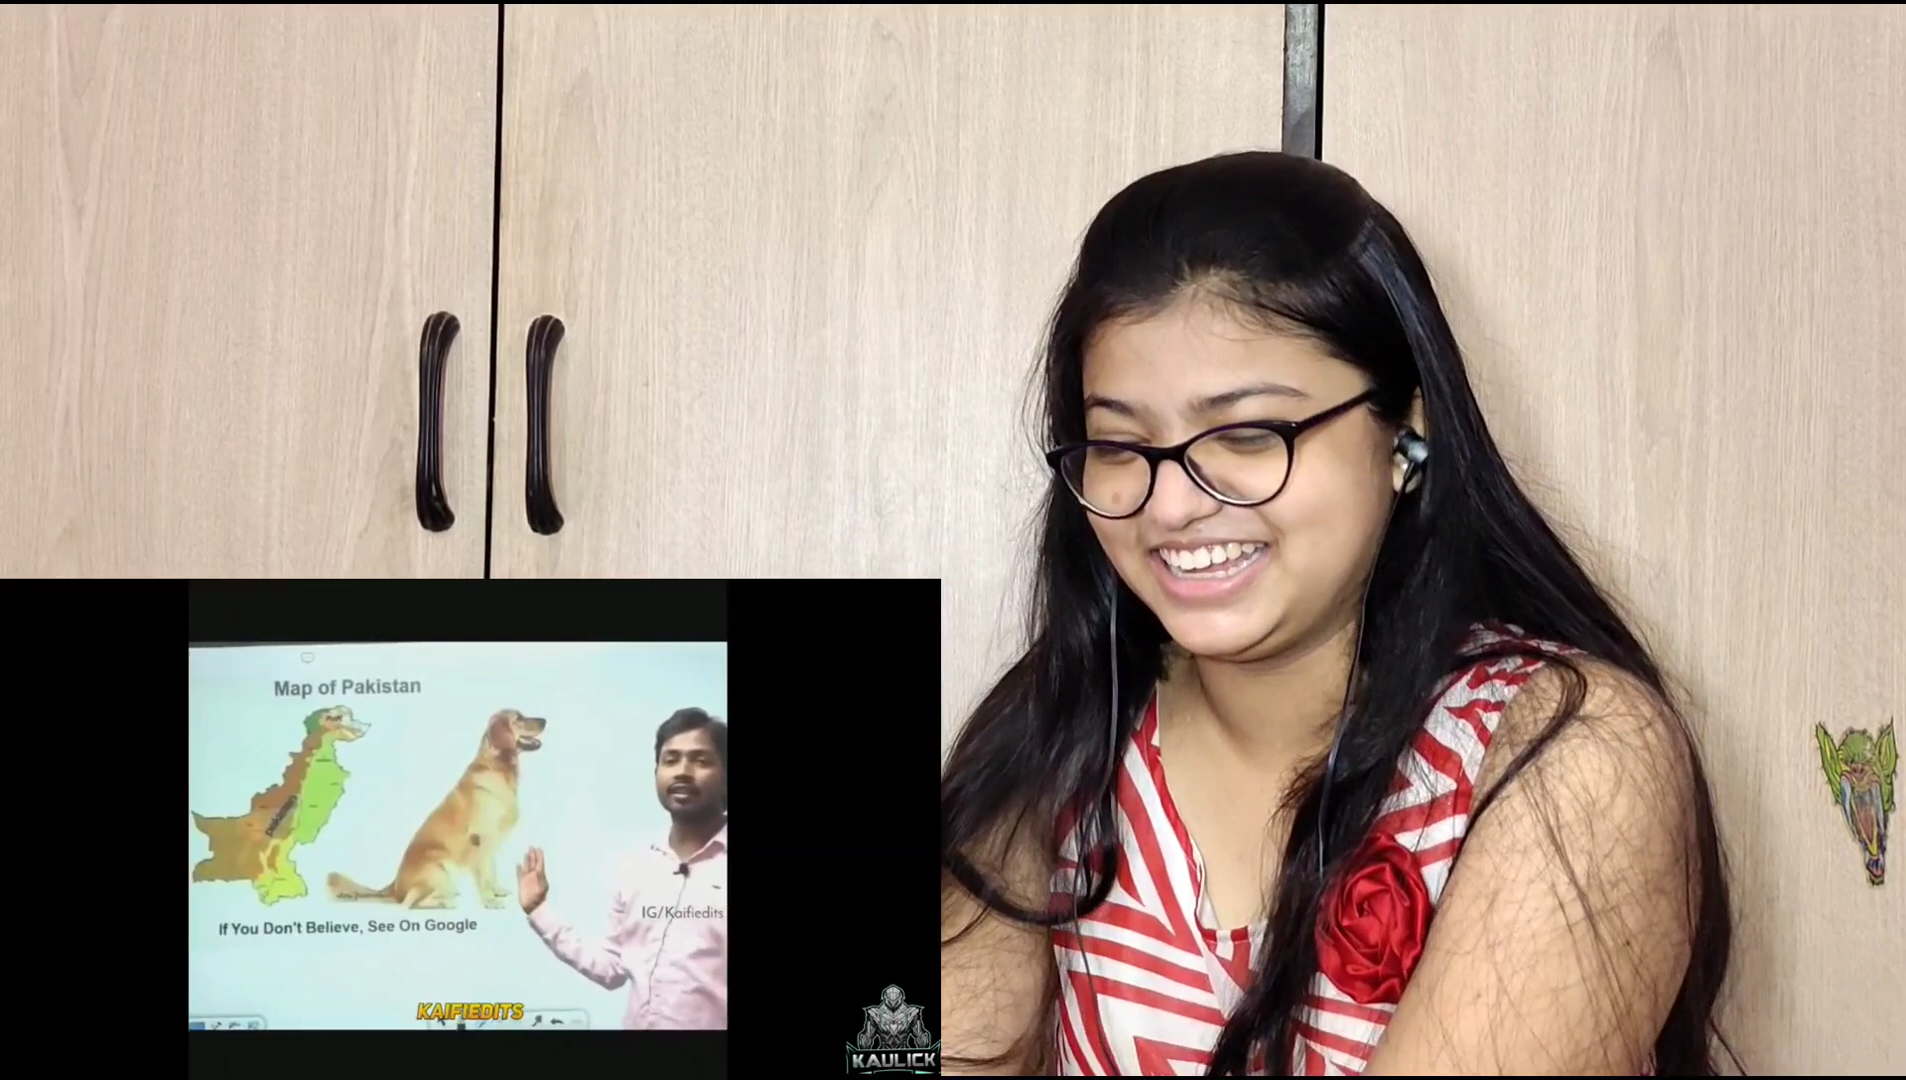 Map of Pakistan
If You Don't Believe, See On Google
IG/Kaifiedits
KAIFIEDITS
KAULICK